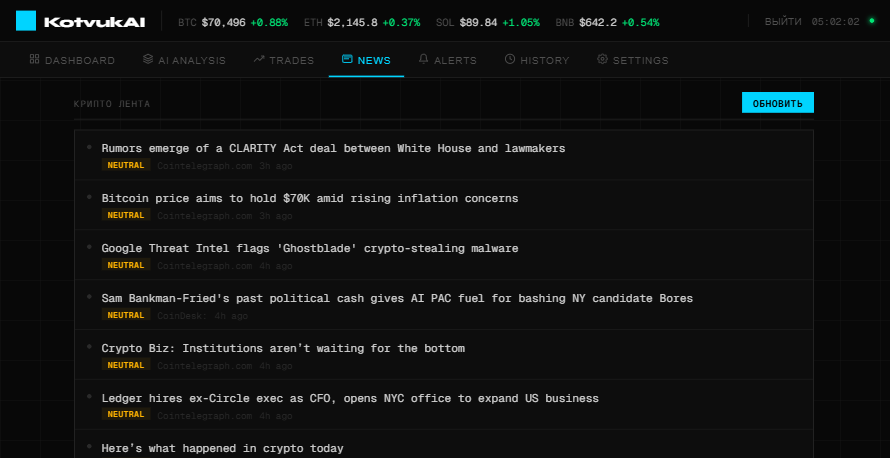 KotvukAI BTC $70,496 +0.88% ETH $2,145.8 +0.37% SOL $89.84 +1.05% BNB $642.2 +0.54% ВЫЙТИ 05:02:02
DASHBOARD AI ANALYSIS TRADES NEWS ALERTS HISTORY SETTINGS
КРИПТО ЛЕНТА ОБНОВИТЬ
Rumors emerge of a CLARITY Act deal between White House and lawmakers
NEUTRAL Cointelegraph.com 3h ago
Bitcoin price aims to hold $70K amid rising inflation concerns
NEUTRAL Cointelegraph.com 3h ago
Google Threat Intel flags 'Ghostblade' crypto-stealing malware
NEUTRAL Cointelegraph.com 4h ago
Sam Bankman-Fried's past political cash gives AI PAC fuel for bashing NY candidate Bores
NEUTRAL CoinDesk: 4h ago
Crypto Biz: Institutions aren’t waiting for the bottom
NEUTRAL Cointelegraph.com 4h ago
Ledger hires ex-Circle exec as CFO, opens NYC office to expand US business
NEUTRAL Cointelegraph.com 4h ago
Here’s what happened in crypto today